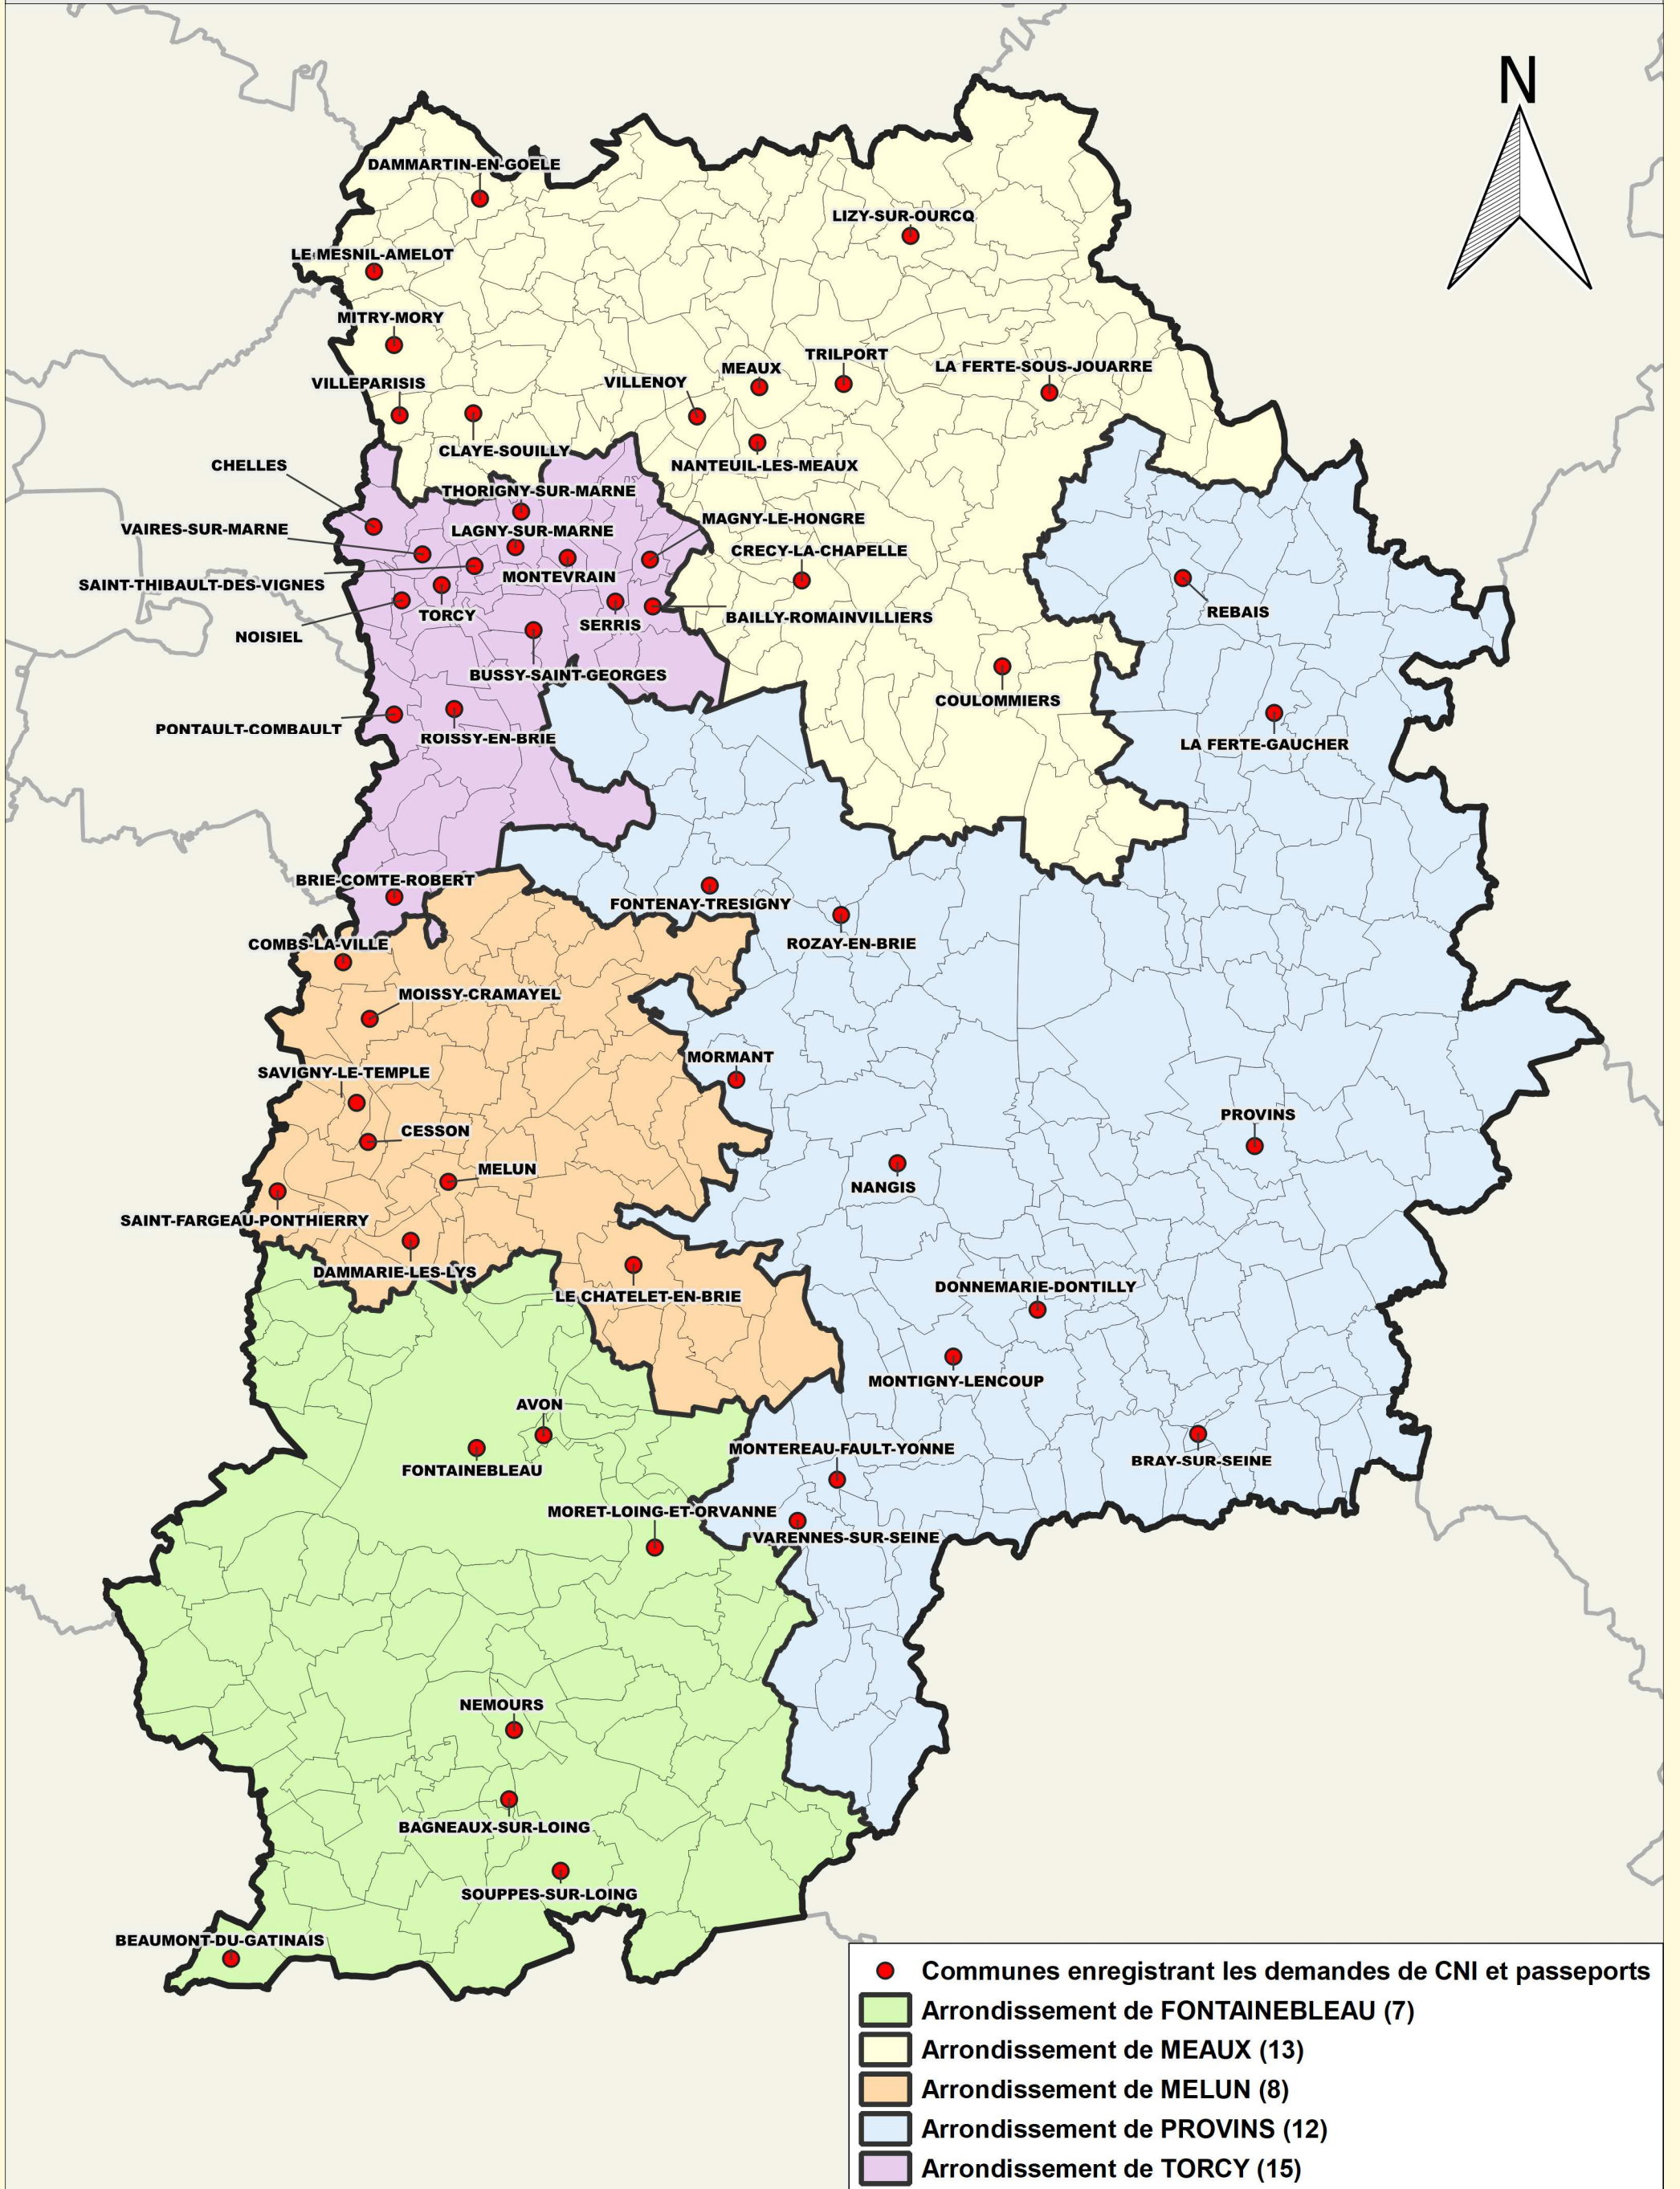 N
DAMMARTIN-EN-GOELE
LIZY-SUR-OURCQ
LE MESNIL-AMELOT
MITRY-MORY
TRILPORT
MEAUX
LA FERTE-SOUS-JOUARRE
VILLEPARISIS
VILLENOY
CLAYE-SOUILLY
CHELLES
NANTEUIL-LES-MEAUX
THORIGNY-SUR-MARNE
MAGNY-LE-HONGRE
VAIRES-SUR-MARNE
LAGNY-SUR-MARNE
CRECY-LA-CHAPELLE
MONTEVRAIN
SAINT-THIBAULT-DES-VIGNES
REBAIS
TORCY
BAILLY-ROMAINVILLIERS
SERRIS
NOISIEL
BUSSY-SAINT-GEORGES
COULOMMIERS
PONTAULT-COMBAULT
ROISSY-EN-BRIE
LA FERTE-GAUCHER
BRIE-COMTE-ROBERT
FONTENAY-TRESIGNY
COMBS-LA-VILLE
ROZAY-EN-BRIE
MOISSY-CRAMAYEL
MORMANT
SAVIGNY-LE-TEMPLE
PROVINS
CESSON
MELUN
NANGIS
SAINT-FARGEAU-PONTHIERRY
DAMMARIE-LES-LYS
DONNEMARIE-DONTILLY
LE CHATELET-EN-BRIE
MONTIGNY-LENCOUP
AVON
MONTEREAU-FAULT-YONNE
BRAY-SUR-SEINE
FONTAINEBLEAU
MORET-LOING-ET-ORVANNE
VARENNES-SUR-SEINE
NEMOURS
BAGNEAUX-SUR-LOING
SOUPPES-SUR-LOING
BEAUMONT-DU-GATINAIS
Communes enregistrant les demandes de CNI et passeports
Arrondissement de FONTAINEBLEAU (7)
Arrondissement de MEAUX (13)
Arrondissement de MELUN (8)
Arrondissement de PROVINS (12)
Arrondissement de TORCY (15)